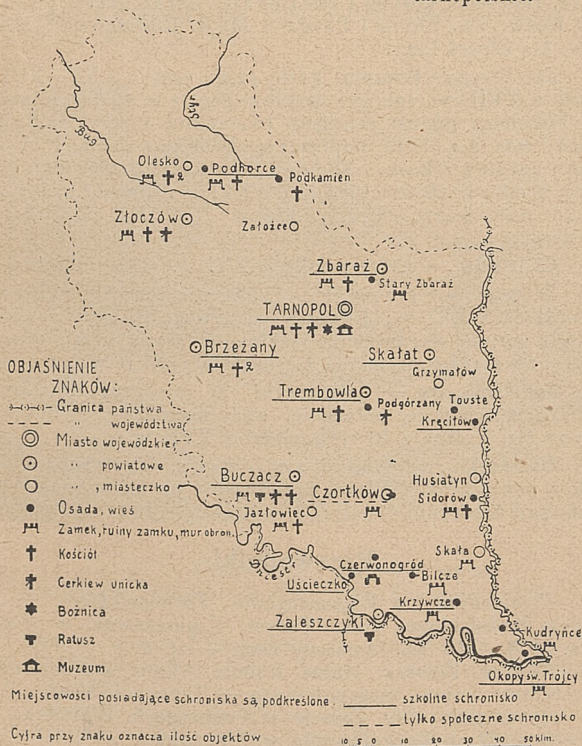 Styr
Bug
Olesko
Podhorce
Podkamien
2
Złoczów
Załoźce
Zbaraż
Stary Zbaraż
TARNOPOL
Brzeżany
2
Skałat
Grzymałów
OBJAŚNIENIE
ZNAKÓW:
Trembowla
Podgórzany
Touste
Kręciłów
Granica państwa
" województwa
Miasto wojewódzkie
" powiatowe
" , miasteczko
Osada, wieś
Zamek, ruiny zamku, mur obron.
Kościół
Cerkiew unicka
Bożnica
Ratusz
Muzeum
Buczacz
Czortków
Husiatyn
Sidorów
Jazłowiec
Dniestr
Skała
Czerwonogród
Uścieczko
Bilcze
Krzywcze
Zaleszczyki
Kudryńce
Okopy św. Trójcy
Miejscowości posiadające schroniska są podkreślone.
szkolne schronisko
tylko społeczne schronisko
Cyfra przy znaku oznacza ilość objektów
10 5 0 10 20 30 40 50 klm.